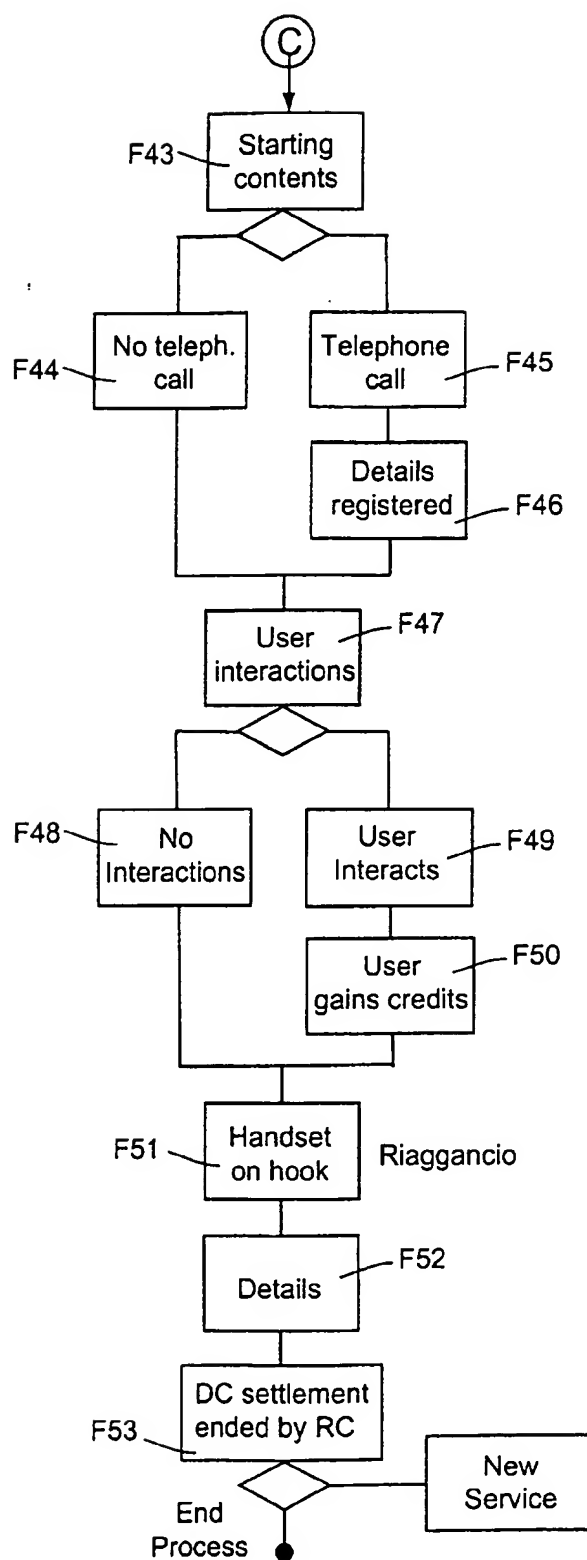 C
F43
Starting
contents
No teleph.
call
F44
Telephone
call
F45
Details
registered
F46
User
interactions
F47
F48
No
Interactions
User
Interacts
F49
User
gains credits
F50
F51
Handset
on hook
Riaggancio
Details
F52
DC settlement
ended by RC
F53
New
Service
End
Process